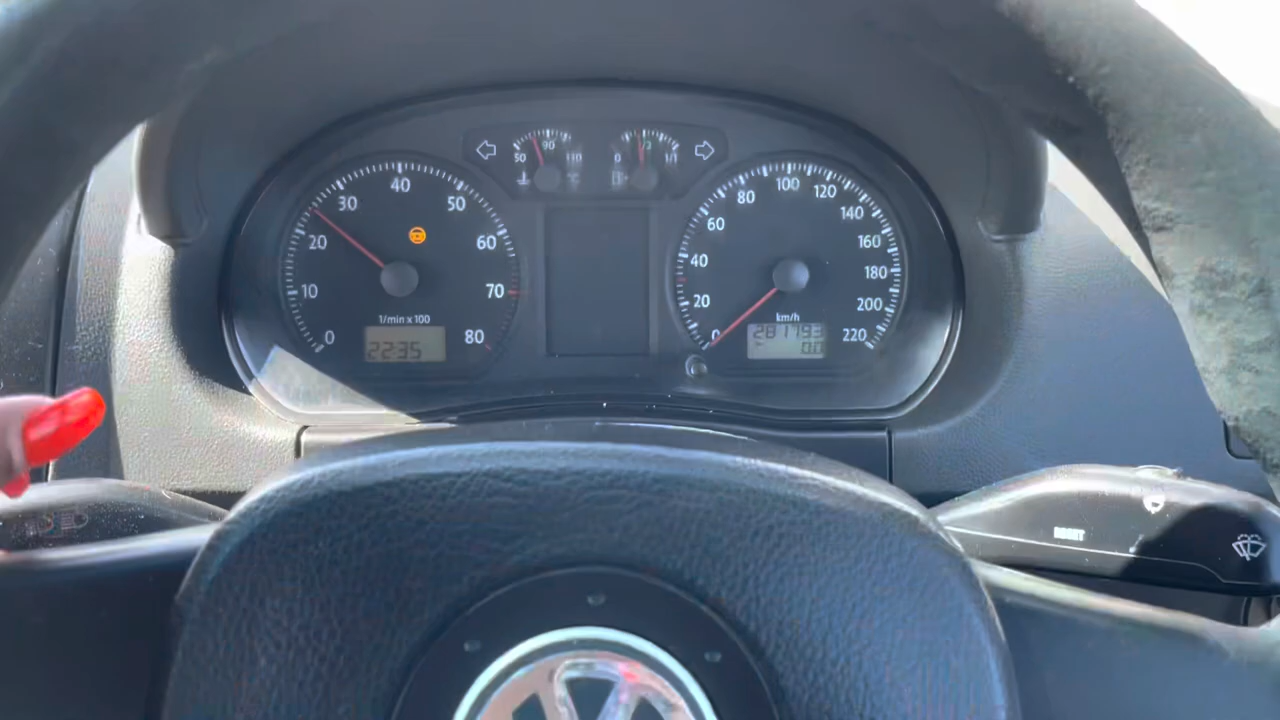 50 90 110
0 1/1
0 10 20 30 40 50 60 70 80
1/min x 100
22:35
0 20 40 60 80 100 120 140 160 180 200 220
km/h
281793
0.0